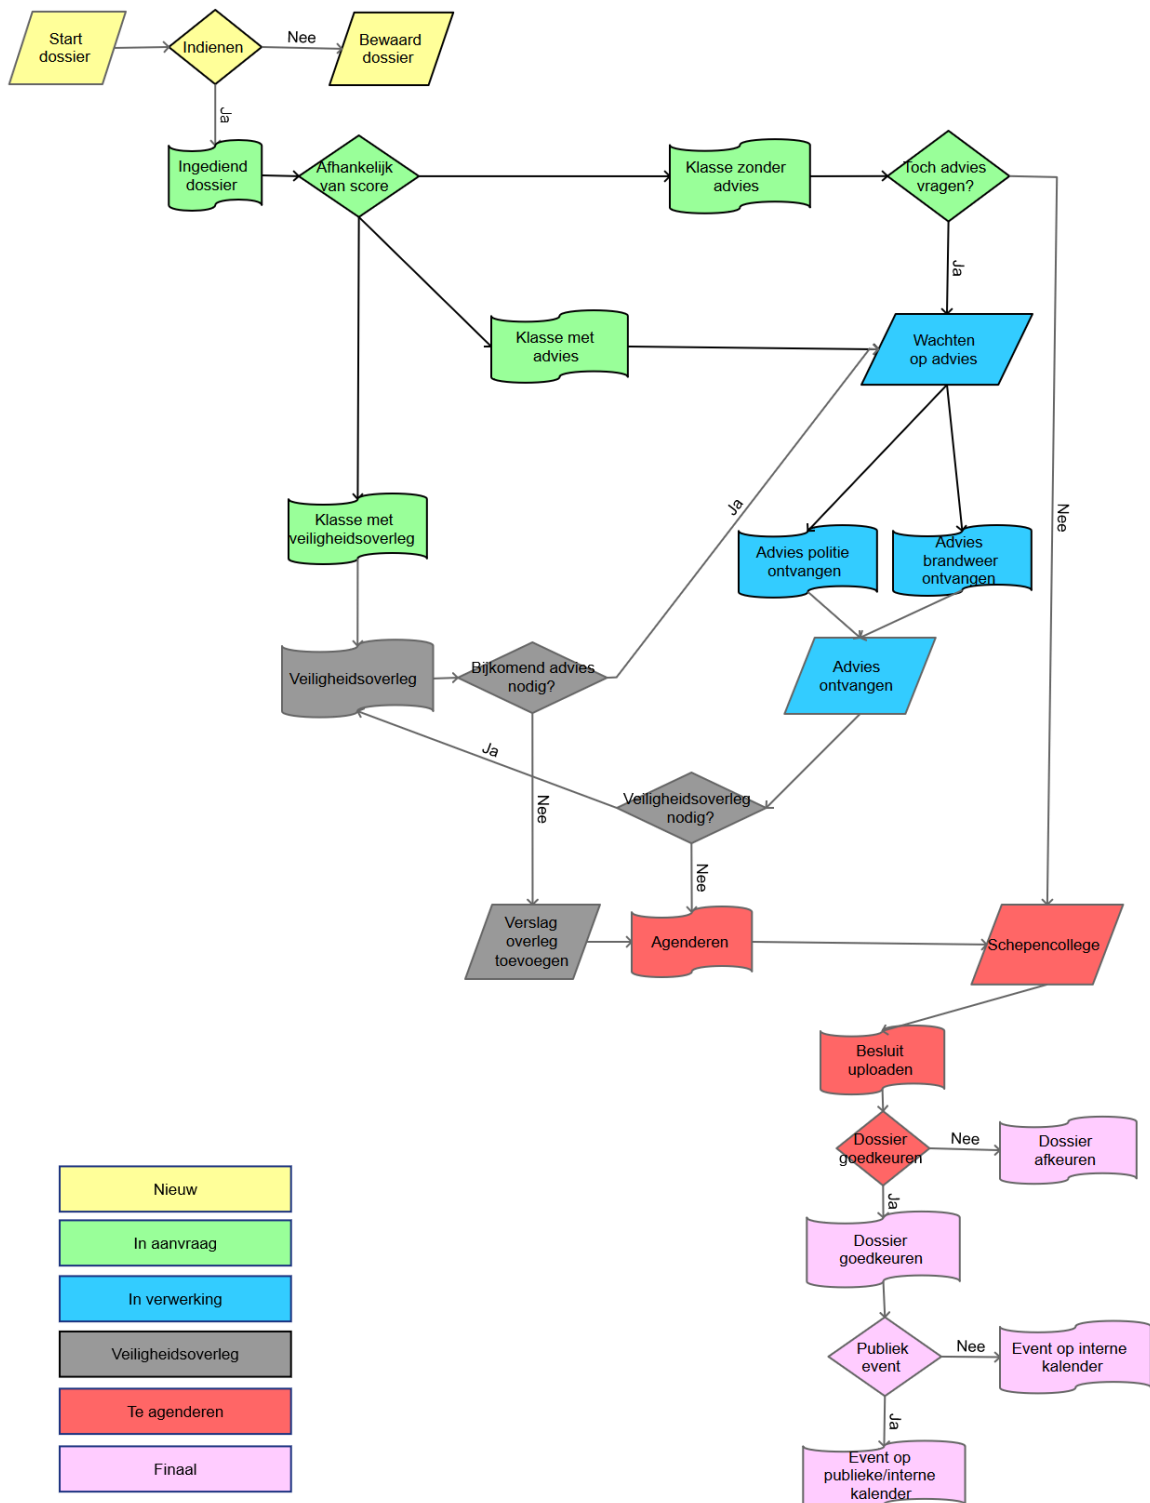 Start
dossier
Indienen
Nee
Bewaard
dossier
Ja
Ingediend
dossier
Afhankelijk
van score
Klasse zonder
advies
Toch advies
vragen?
Ja
Klasse met
advies
Wachten
op advies
Ja
Nee
Klasse met
veiligheidsoverleg
Advies politie
ontvangen
Advies
brandweer
ontvangen
Veiligheidsoverleg
Bijkomend advies
nodig?
Advies
ontvangen
Ja
Nee
Veiligheidsoverleg
nodig?
Nee
Verslag
overleg
toevoegen
Agenderen
Schepencollege
Besluit
uploaden
Dossier
goedkeuren
Nee
Dossier
afkeuren
Ja
Dossier
goedkeuren
Publiek
event
Nee
Event op interne
kalender
Ja
Event op
publieke/interne
kalender
Nieuw
In aanvraag
In verwerking
Veiligheidsoverleg
Te agenderen
Finaal